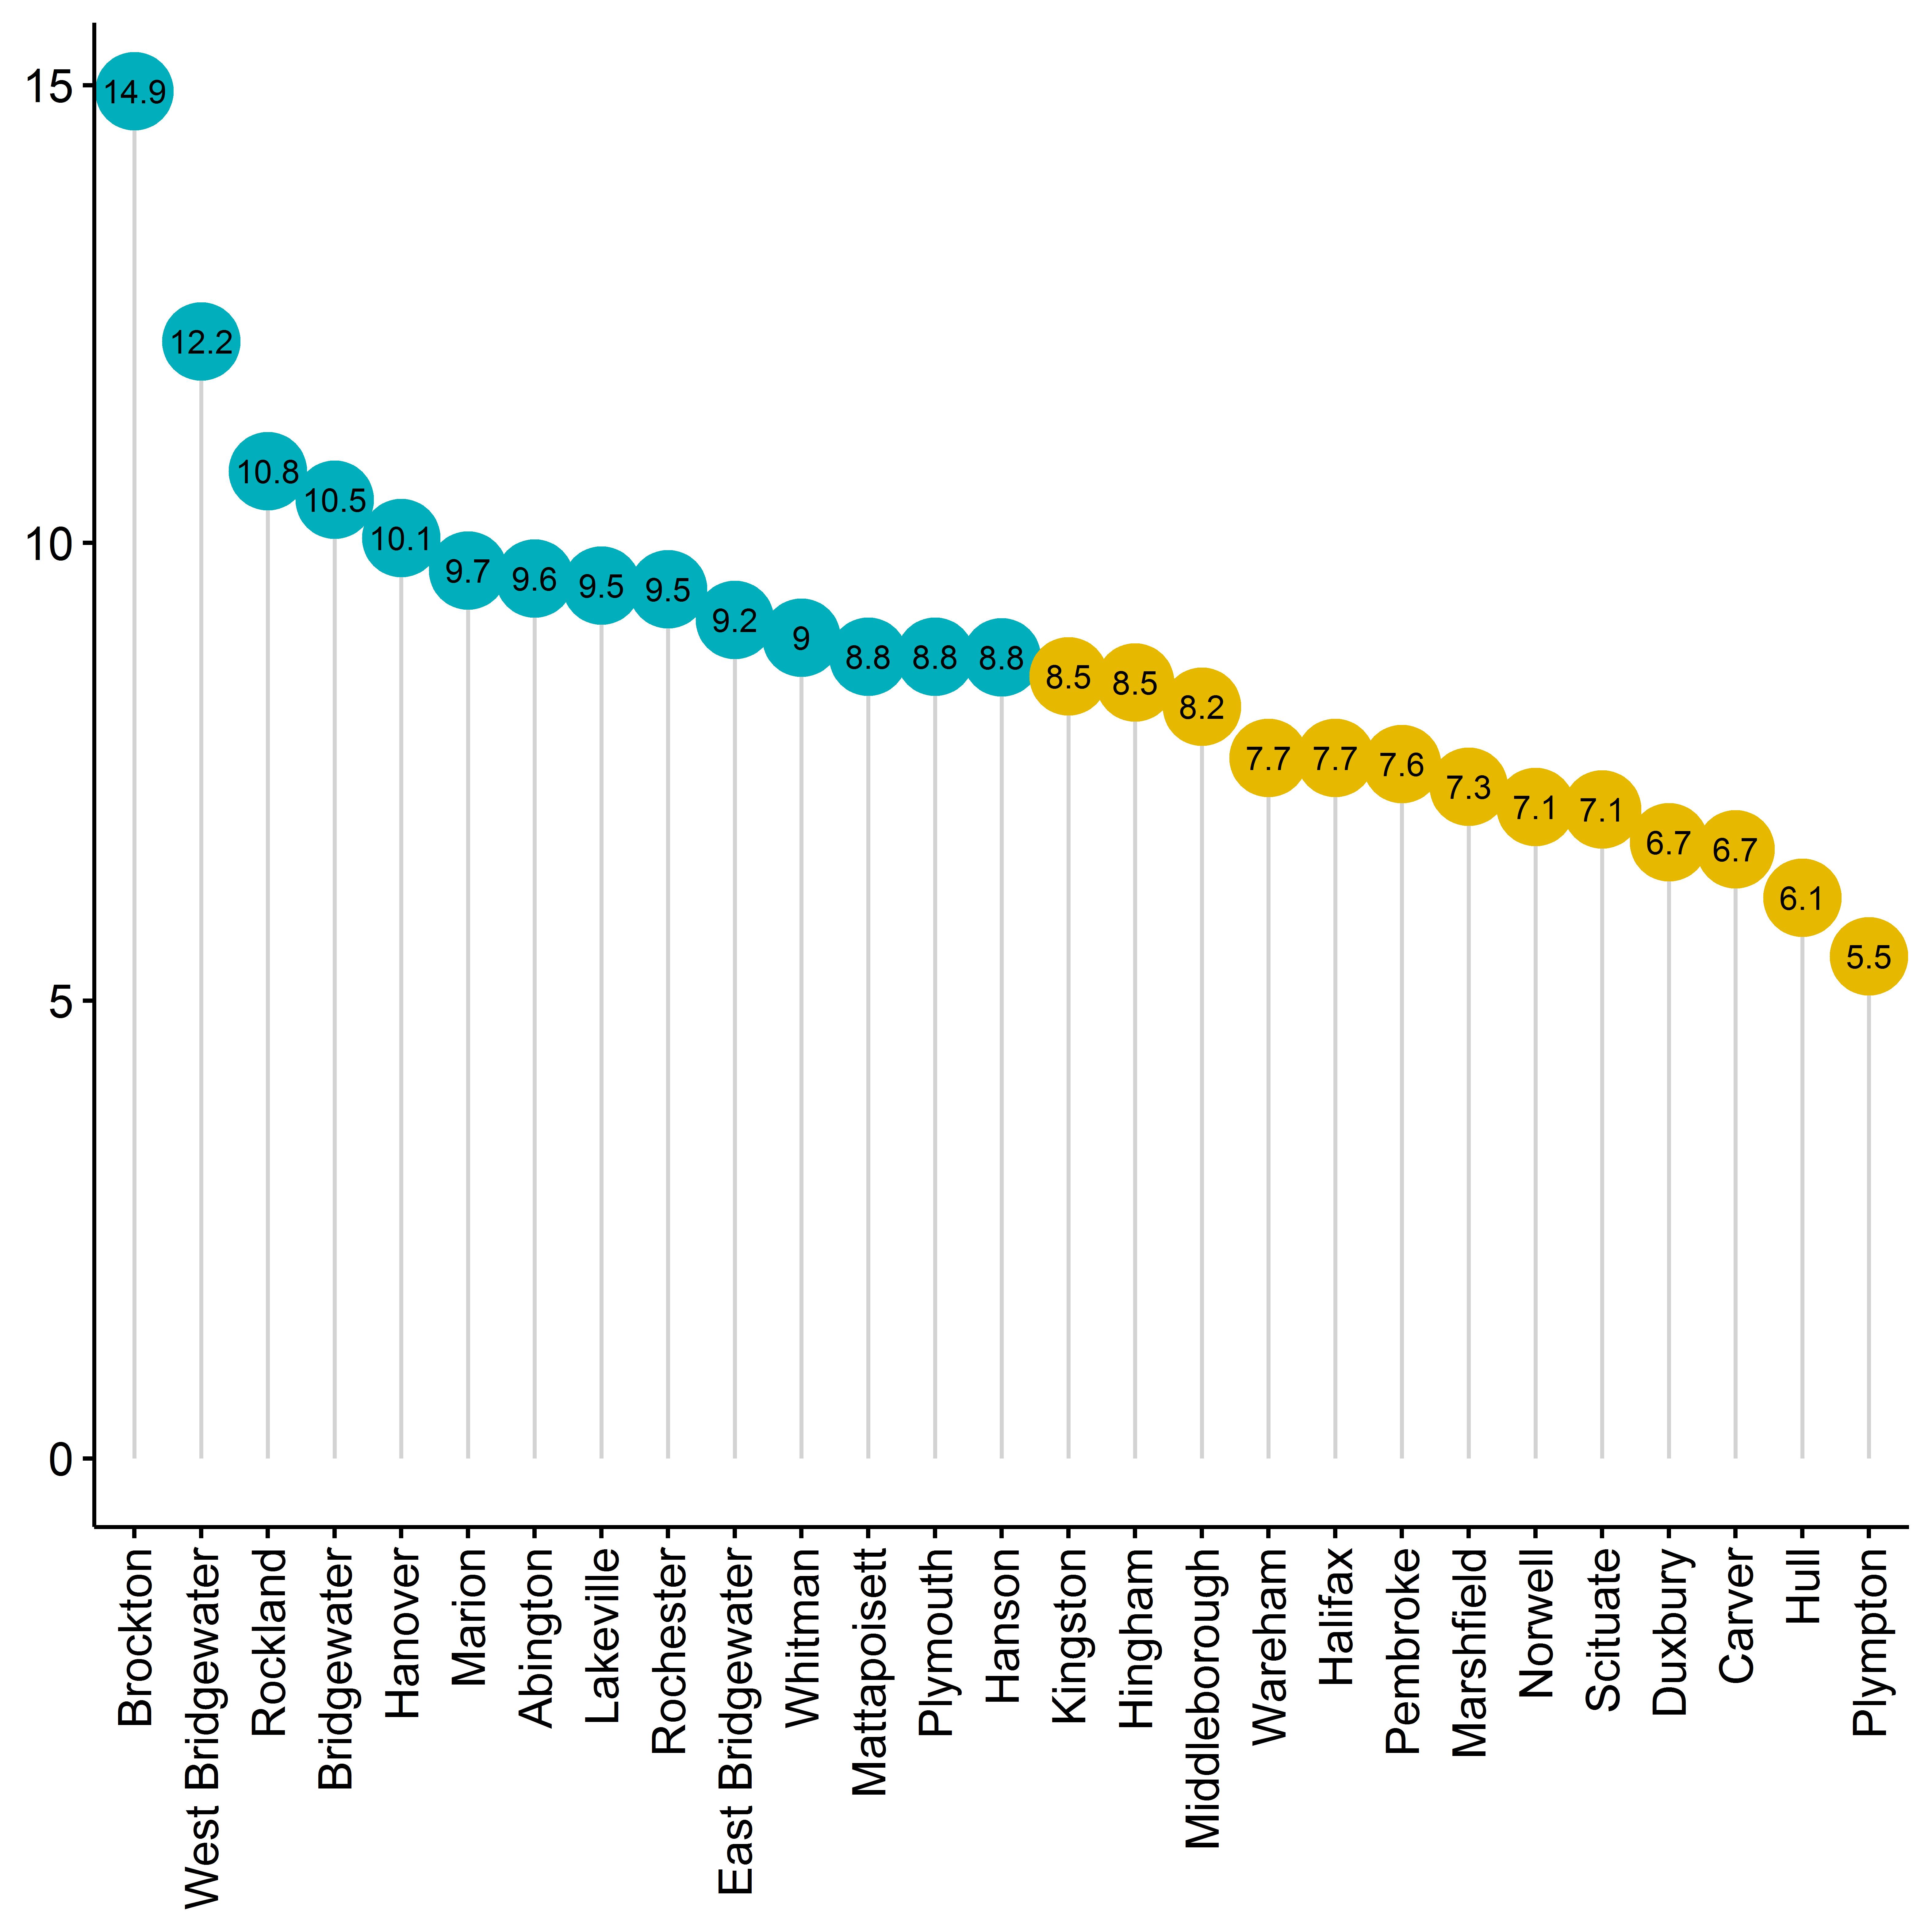 15
10
5
0
14.9
12.2
10.8
10.5
10.1
9.7
9.6
9.5
9.5
9.2
9
8.8
8.8
8.8
8.5
8.5
8.2
7.7
7.7
7.6
7.3
7.1
7.1
6.7
6.7
6.1
5.5
Brockton
West Bridgewater
Rockland
Bridgewater
Hanover
Marion
Abington
Lakeville
Rochester
East Bridgewater
Whitman
Mattapoisett
Plymouth
Hanson
Kingston
Hingham
Middleborough
Wareham
Halifax
Pembroke
Marshfield
Norwell
Scituate
Duxbury
Carver
Hull
Plympton